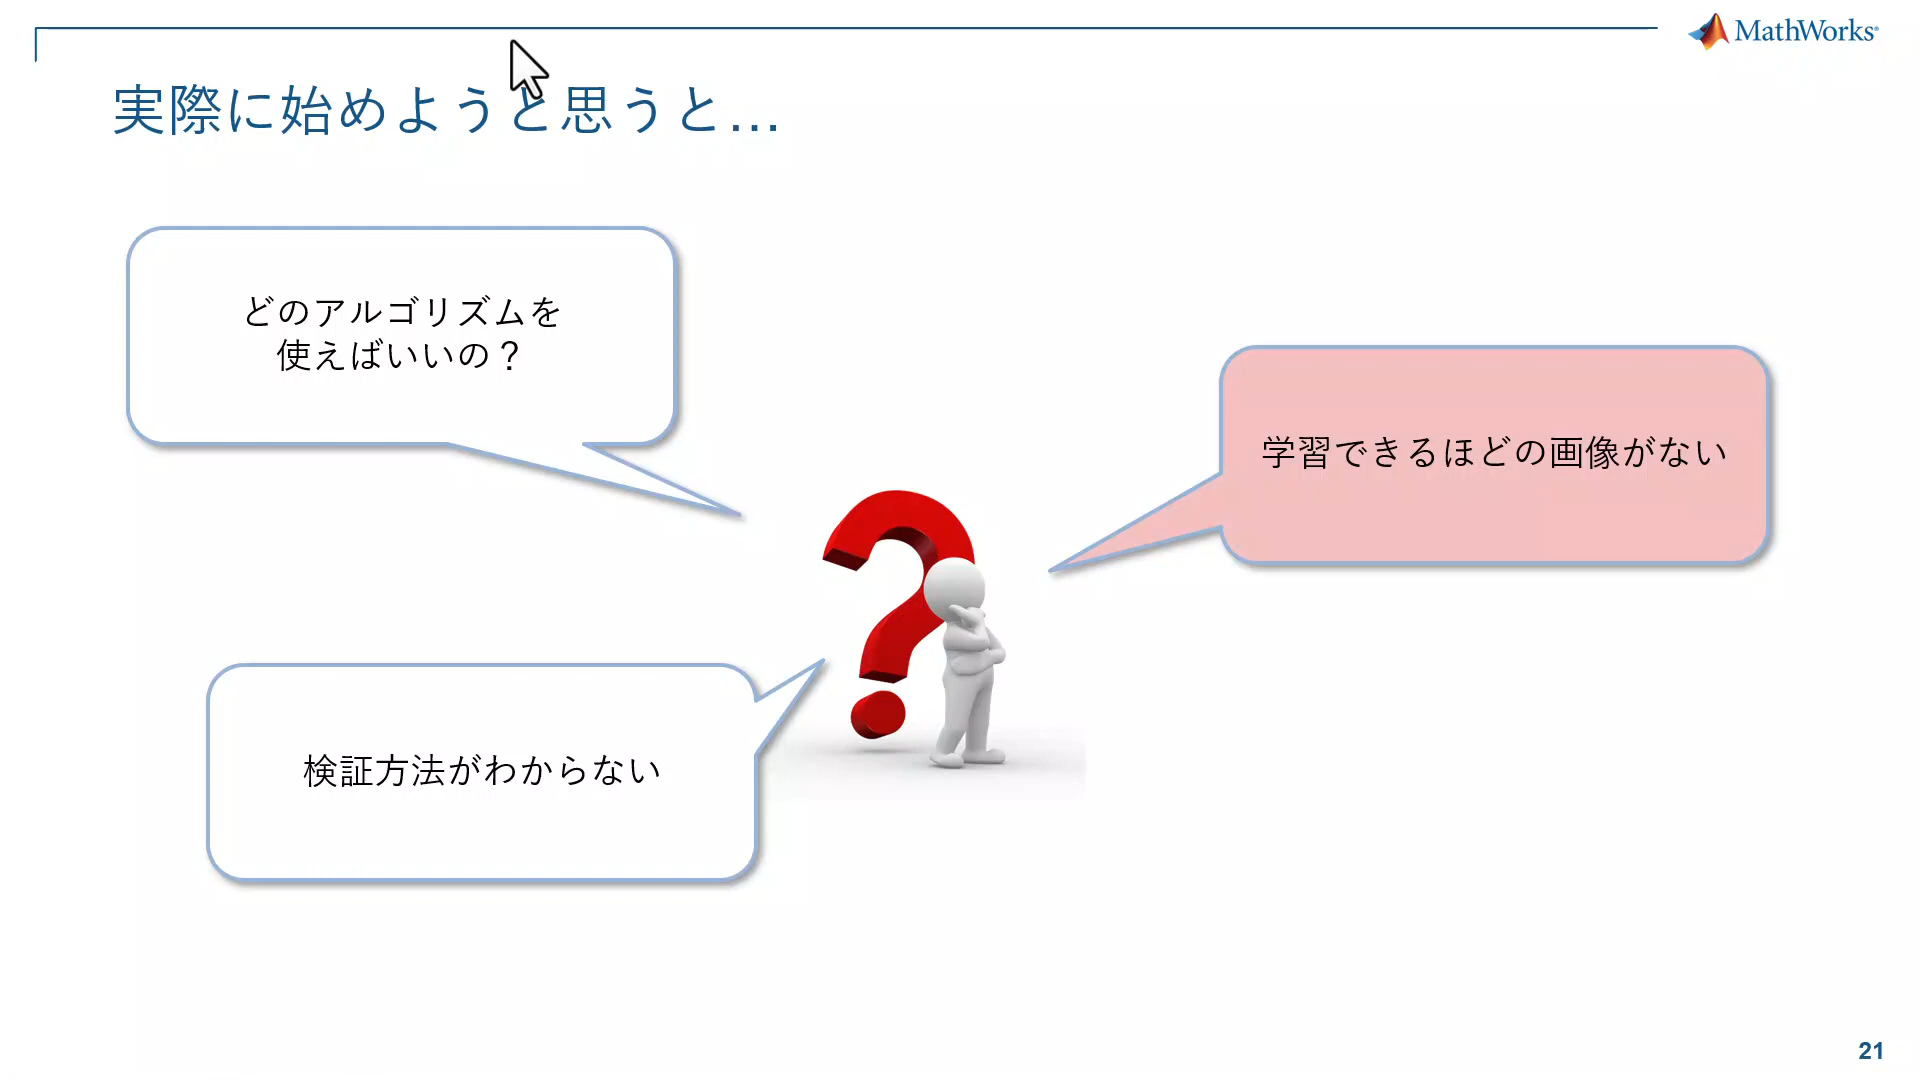 MathWorks®
実際に始めようと思うと…
どのアルゴリズムを
使えばいいの？
学習できるほどの画像がない
検証方法がわからない
21